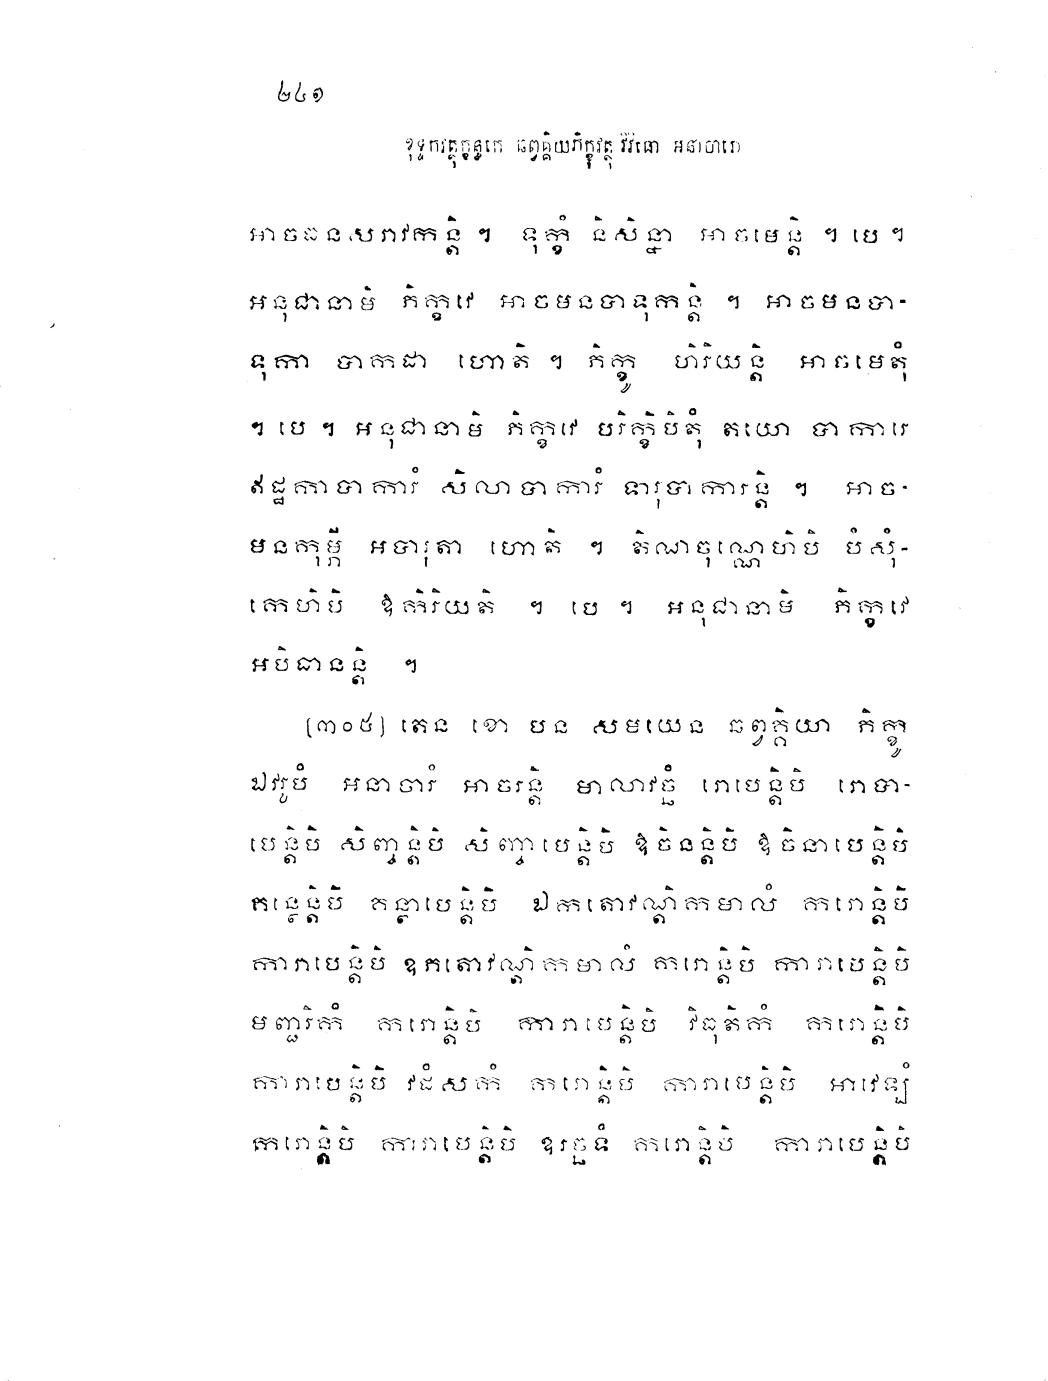 ២៤១
ខុទ្ទកវត្ថុក្ខន្ធកេ ឆព្វគ្គិយភិក្ខុវត្ថុ វិវិធោ អនាចារោ
អាចមនសរាវកន្តិ ។ ទុក្ខំ និសិន្នា អាចមេន្តិ ។ បេ ។
អនុជានាមិ ភិក្ខវេ អាចមនបាទុកន្តិ ។ អាចមនបា-
ទុកា បាកដា ហោតិ ។ ភិក្ខូ ហិរិយន្តិ អាចមេតុំ
។ បេ ។ អនុជានាមិ ភិក្ខវេ បរិក្ខិបិតុំ តយោ បាការេ
ឥដ្ឋកាបាការំ សិលាបាការំ ទារុបាការន្តិ ។ អាច-
មនកុម្ភី អបារុតា ហោតិ ។ តិណចុណ្ណេហិបិ បំសុ-
កេហិបិ ឱកិរិយតិ ។ បេ ។ អនុជានាមិ ភិក្ខវេ
អបិធានន្តិ ។
[៣០៥] តេន ខោ បន សមយេន ឆព្វគ្គិយា ភិក្ខូ
ឯវរូបំ អនាចារំ អាចរន្តិ មាលាវច្ឆំ រោបេន្តិបិ រោបា-
បេន្តិបិ សិញ្ចន្តិបិ សិញ្ចាបេន្តិបិ ឱចិនន្តិបិ ឱចិនាបេន្តិបិ
គន្ថេន្តិបិ គន្ថាបេន្តិបិ ឯកតោវណ្ដិកមាលំ ករោន្តិបិ
ការាបេន្តិបិ ឧភតោវណ្ដិកមាលំ ករោន្តិបិ ការាបេន្តិបិ
មញ្ជរិកំ ករោន្តិបិ ការាបេន្តិបិ វិធុតិកំ ករោន្តិបិ
ការាបេន្តិបិ វដំសកំ ករោន្តិបិ ការាបេន្តិបិ អាវេឡំ
ករោន្តិបិ ការាបេន្តិបិ ឧរច្ឆទំ ករោន្តិបិ ការាបេន្តិបិ